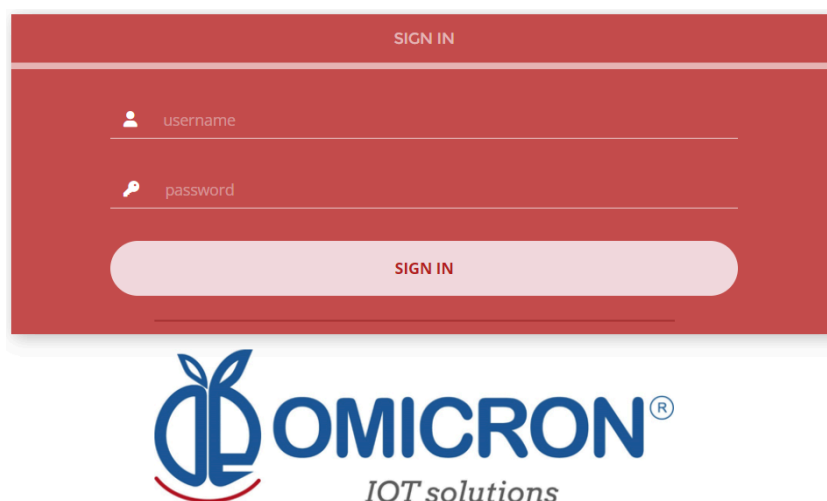 SIGN IN
username
password
SIGN IN
OMICRON®
IOT solutions